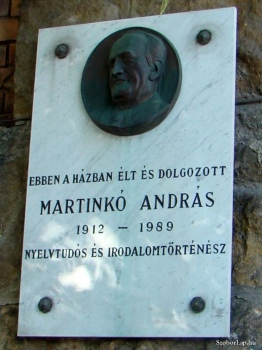 EBBEN A HÁZBAN ÉLT ÉS DOLGOZOTT
MARTINKÓ ANDRÁS
1912 – 1989
NYELVTUDÓS ÉS IRODALOMTÖRTÉNÉSZ
SzoborLap.hu